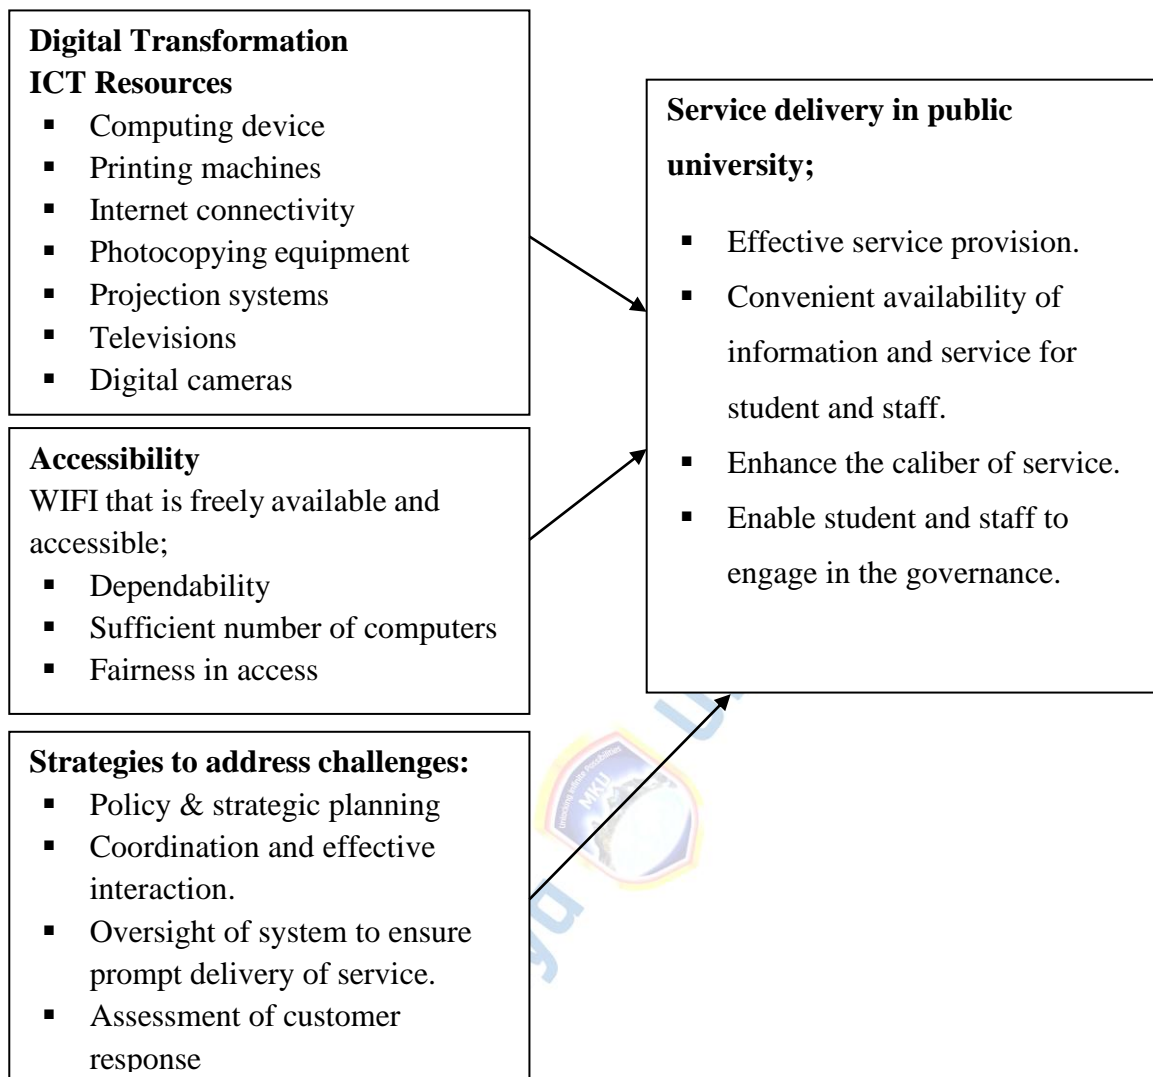 Digital Transformation
ICT Resources
▪ Computing device
▪ Printing machines
▪ Internet connectivity
▪ Photocopying equipment
▪ Projection systems
▪ Televisions
▪ Digital cameras
Accessibility
WIFI that is freely available and
accessible;
▪ Dependability
▪ Sufficient number of computers
▪ Fairness in access
Strategies to address challenges:
▪ Policy & strategic planning
▪ Coordination and effective
interaction.
▪ Oversight of system to ensure
prompt delivery of service.
▪ Assessment of customer
response
Service delivery in public
university;
▪ Effective service provision.
▪ Convenient availability of
information and service for
student and staff.
▪ Enhance the caliber of service.
▪ Enable student and staff to
engage in the governance.
Unlocking Infinite Possibilities
MKU